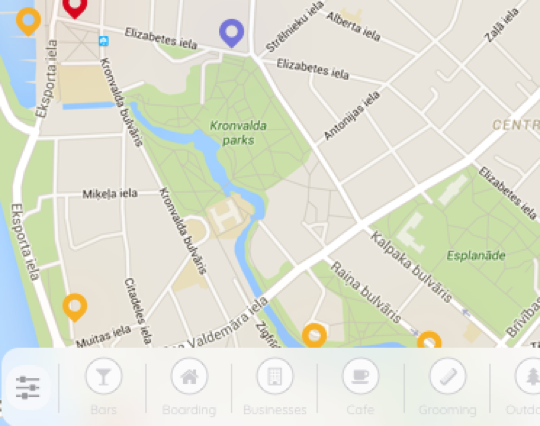 Elizabetes iela
Strēlnieku iela
Alberta iela
Zaļā iela
Elizabetes iela
Eksporta iela
Kronvalda bulvāris
Antonijas iela
Kronvalda
parks
CENTR
Elizabetes iela
Mikeļa iela
Kronvalda bulvāris
Eksporta iela
Kalpaka bulvāris
Esplanāde
Raiņa bulvāris
Citadeles iela
Muitas iela
Valdemāra iela
Bars
Boarding
Businesses
Cafe
Grooming
Outdo